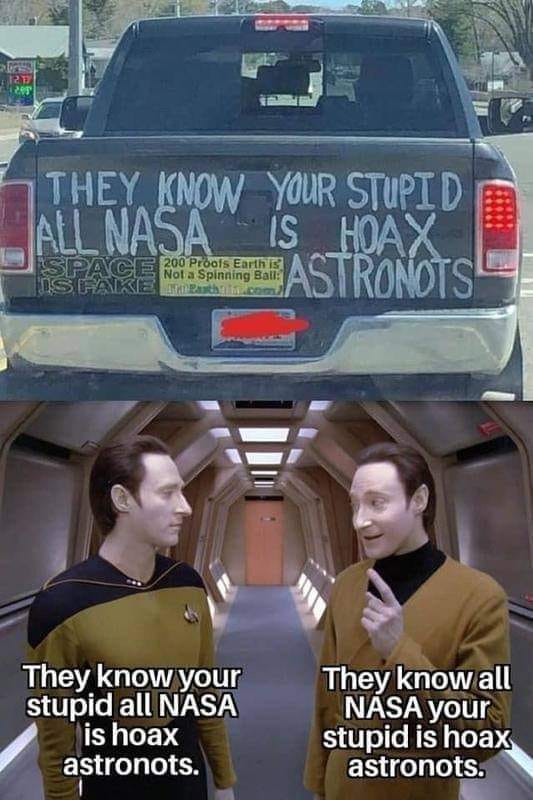 THEY KNOW YOUR STUPID
ALL NASA IS HOAX
ASTRONOTS
SPACE
IS FAKE
200 Proofs Earth is
Not a Spinning Ball:
They know your
stupid all NASA
is hoax
astronots.
They know all
NASA your
stupid is hoax
astronots.